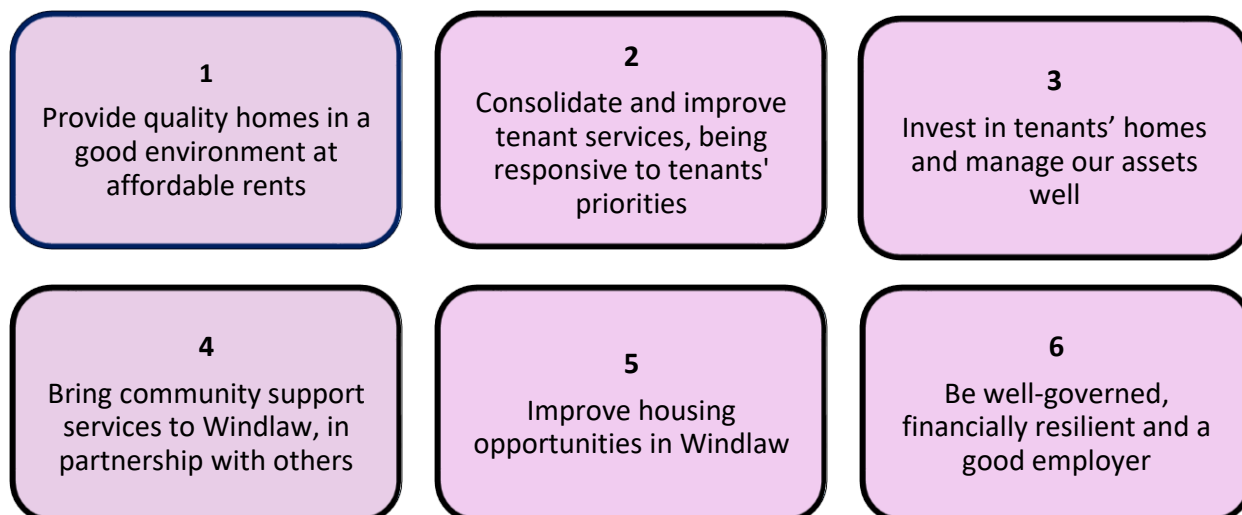 1
Provide quality homes in a
good environment at
affordable rents
2
Consolidate and improve
tenant services, being
responsive to tenants'
priorities
3
Invest in tenants’ homes
and manage our assets
well
4
Bring community support
services to Windlaw, in
partnership with others
5
Improve housing
opportunities in Windlaw
6
Be well-governed,
financially resilient and a
good employer